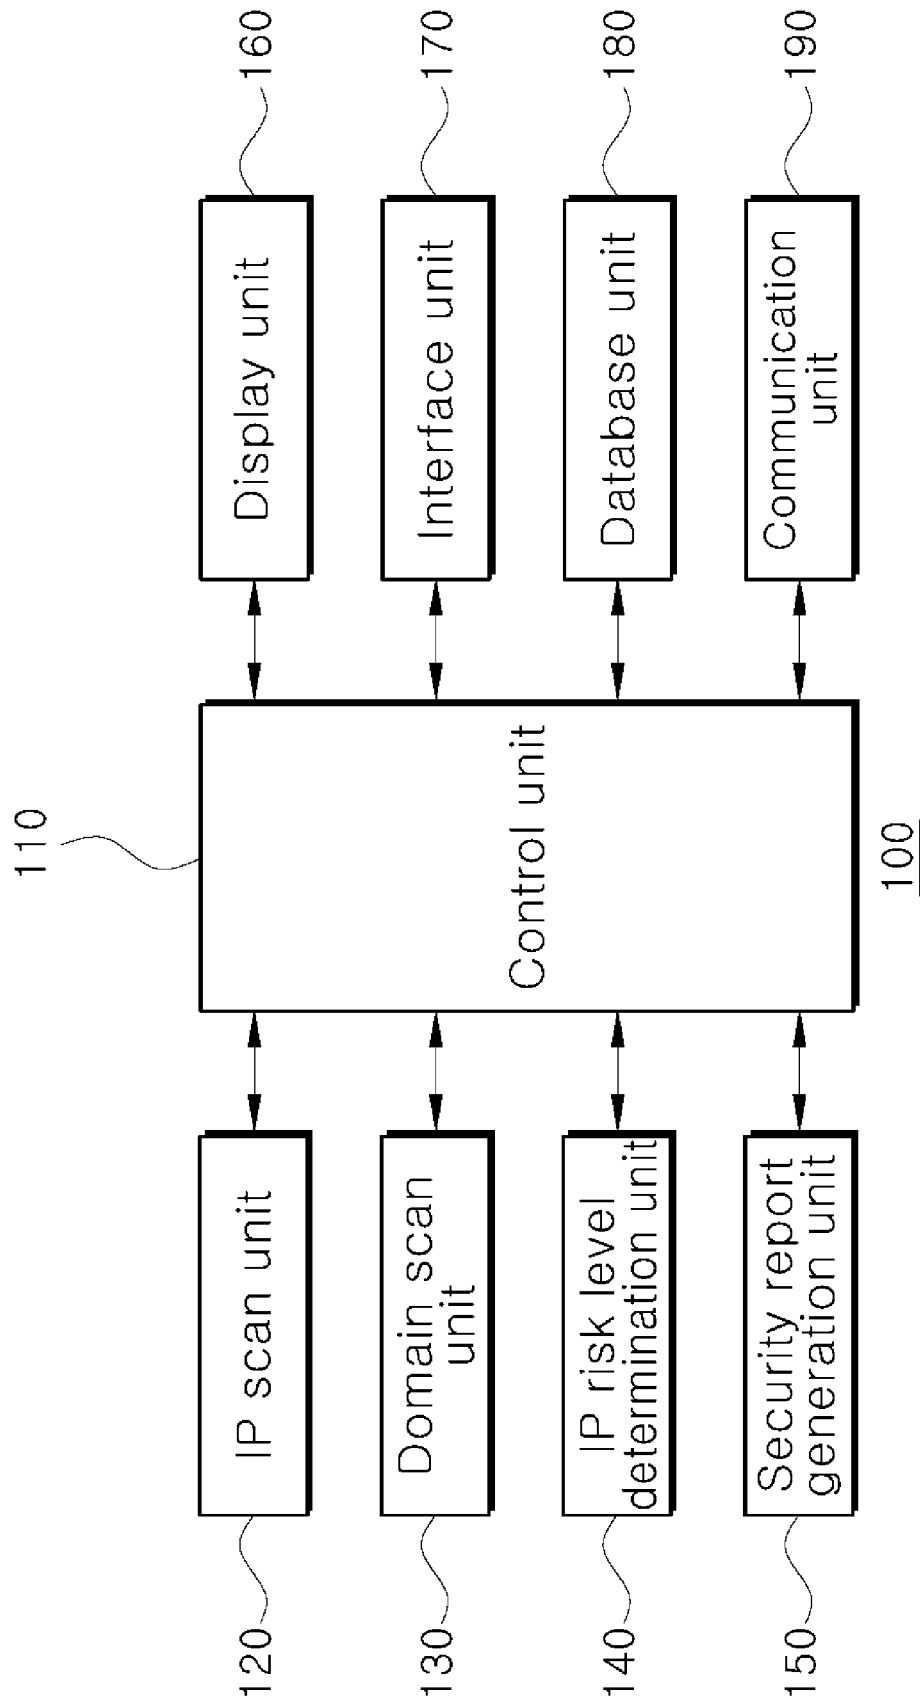 110
120
IP scan unit
Display unit
160
130
Domain scan
unit
Interface unit
170
Control unit
140
IP risk level
determination unit
Database unit
180
150
Security report
generation unit
Communication
unit
190
100